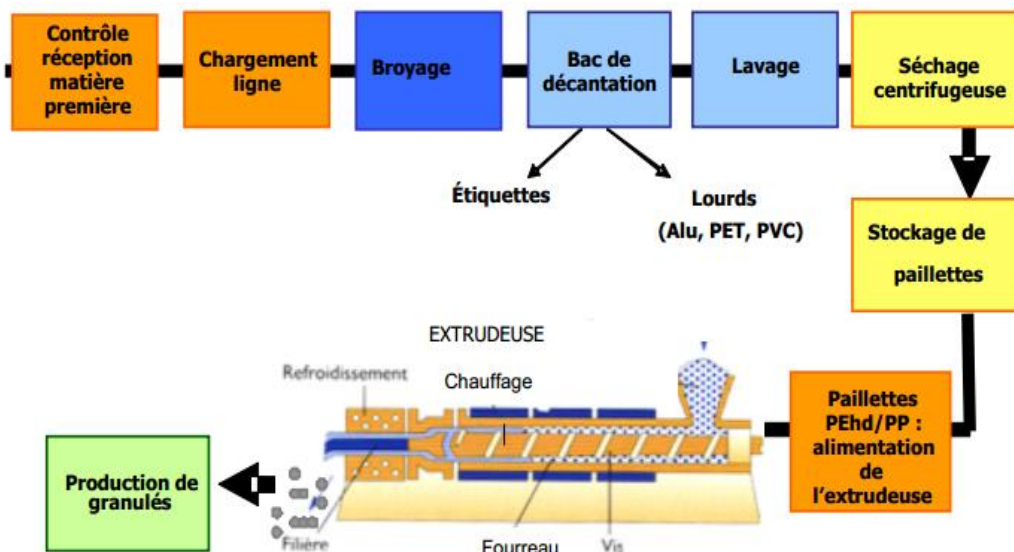 Contrôle
réception
matière
première
Chargement
ligne
Broyage
Bac de
décantation
Lavage
Séchage
centrifugeuse
Étiquettes
Lourds
(Alu, PET, PVC)
Stockage de
paillettes
EXTRUDEUSE
Refroidissement
Chauffage
Paillettes
PEhd/PP :
alimentation
de
l'extrudeuse
Production de
granulés
Filière
Fourreau
Vis